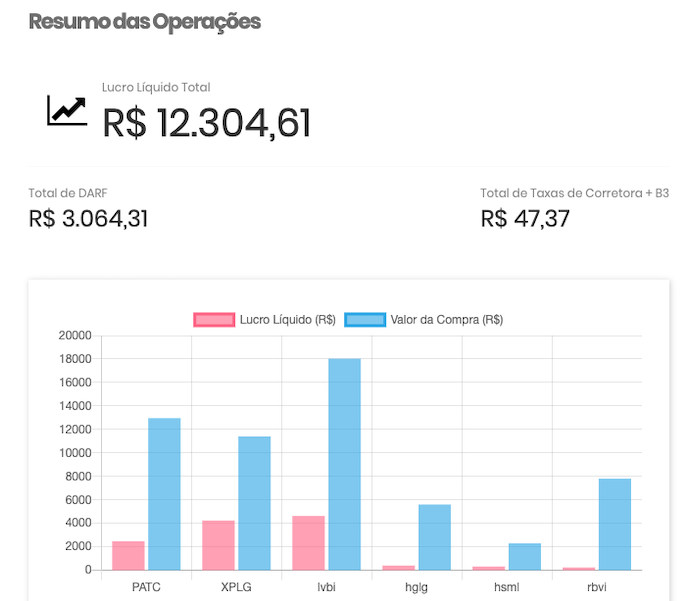 Resumo das Operações
Lucro Líquido Total
R$ 12.304,61
Total de DARF
Total de Taxas de Corretora + B3
R$ 3.064,31
R$ 47,37
Lucro Líquido (R$)
Valor da Compra (R$)
20000
18000
16000
14000
12000
10000
8000
6000
4000
2000
0
PATC
XPLG
lvbi
hglg
hsml
rbvi